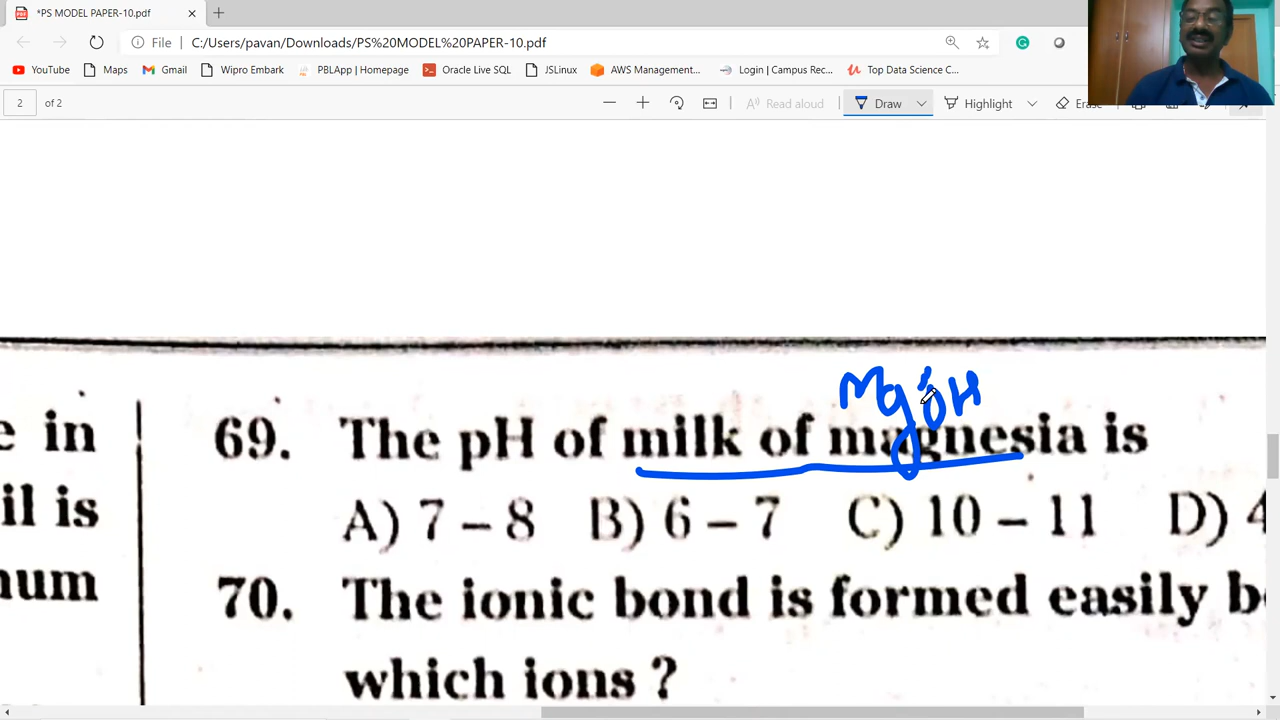 *PS MODEL PAPER-10.pdf
File C:/Users/pavan/Downloads/PS%20MODEL%20PAPER-10.pdf
YouTube Maps Gmail Wipro Embark PBLApp | Homepage Oracle Live SQL JSLinux AWS Management... Login | Campus Rec... Top Data Science C...
2 of 2 Read aloud Draw Highlight Erase
Mg OH
e in
il is
num
69. The pH of milk of magnesia is
A) 7 – 8 B) 6 – 7 C) 10 – 11 D) 4
70. The ionic bond is formed easily b
which ions ?